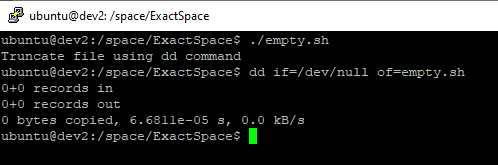 ubuntu@dev2: /space/ExactSpace
ubuntu@dev2:/space/ExactSpace$ ./empty.sh
Truncate file using dd command
ubuntu@dev2:/space/ExactSpace$ dd if=/dev/null of=empty.sh
0+0 records in
0+0 records out
0 bytes copied, 6.6811e-05 s, 0.0 kB/s
ubuntu@dev2:/space/ExactSpace$